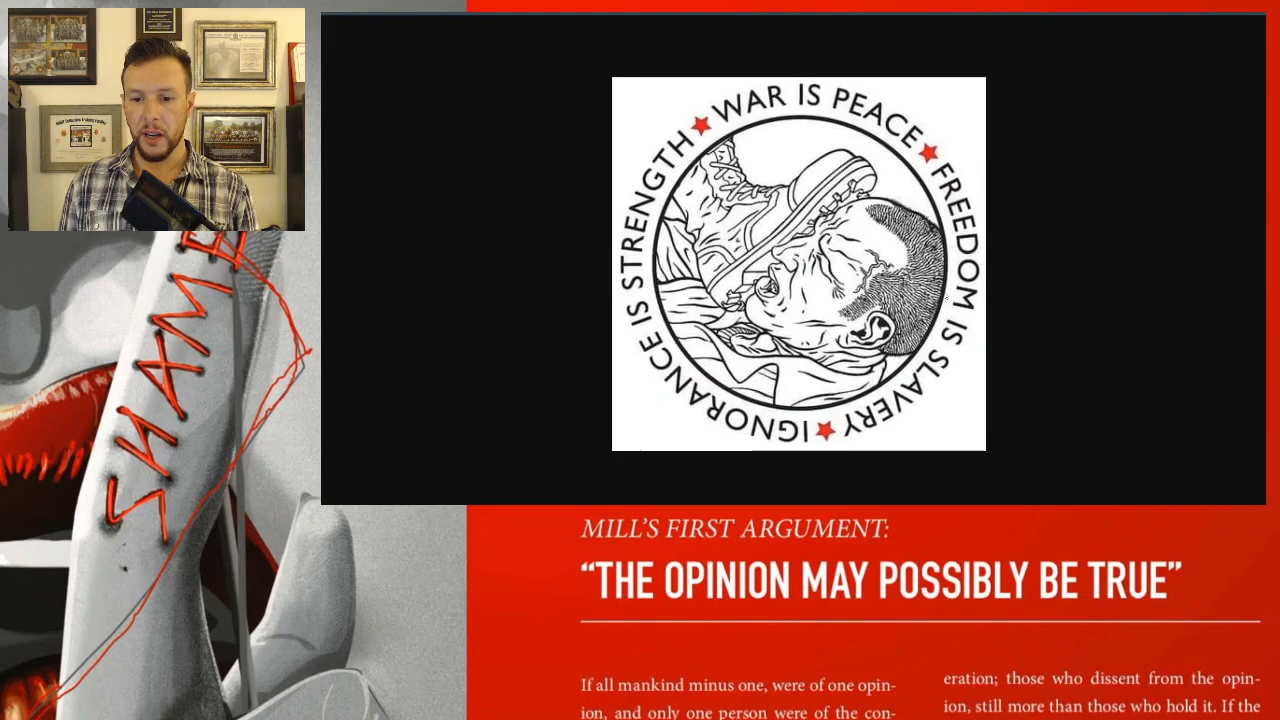 WAR IS PEACE ★ FREEDOM IS SLAVERY ★ IGNORANCE IS STRENGTH ★
SHAME
MILL'S FIRST ARGUMENT:
“THE OPINION MAY POSSIBLY BE TRUE”
If all mankind minus one, were of one opin-
ion, and only one person were of the con-
eration; those who dissent from the opin-
ion, still more than those who hold it. If the